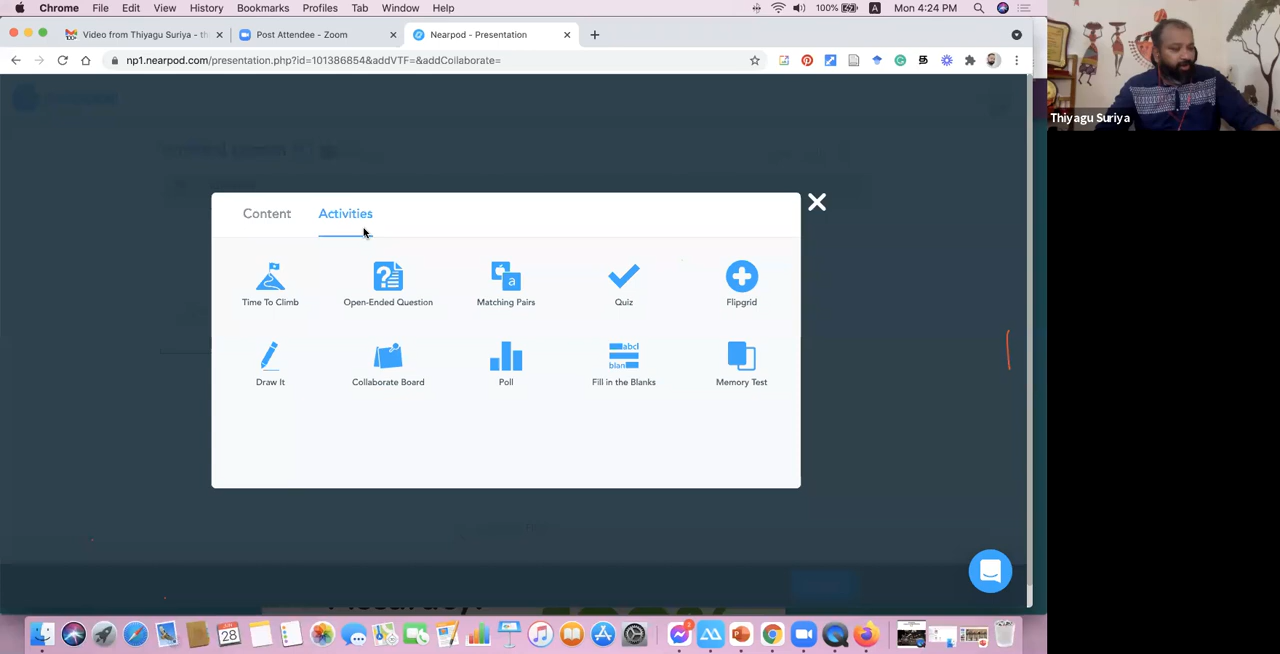 Chrome File Edit View History Bookmarks Profiles Tab Window Help 100% A Mon 4:24 PM
Video from Thiyagu Suriya - th Post Attendee - Zoom Nearpod - Presentation
np1.nearpod.com/presentation.php?id=101386854&addVTF=&addCollaborate=
Thiyagu Suriya
Content Activities
Time To Climb Open-Ended Question Matching Pairs Quiz Flipgrid
Draw It Collaborate Board Poll Fill in the Blanks Memory Test